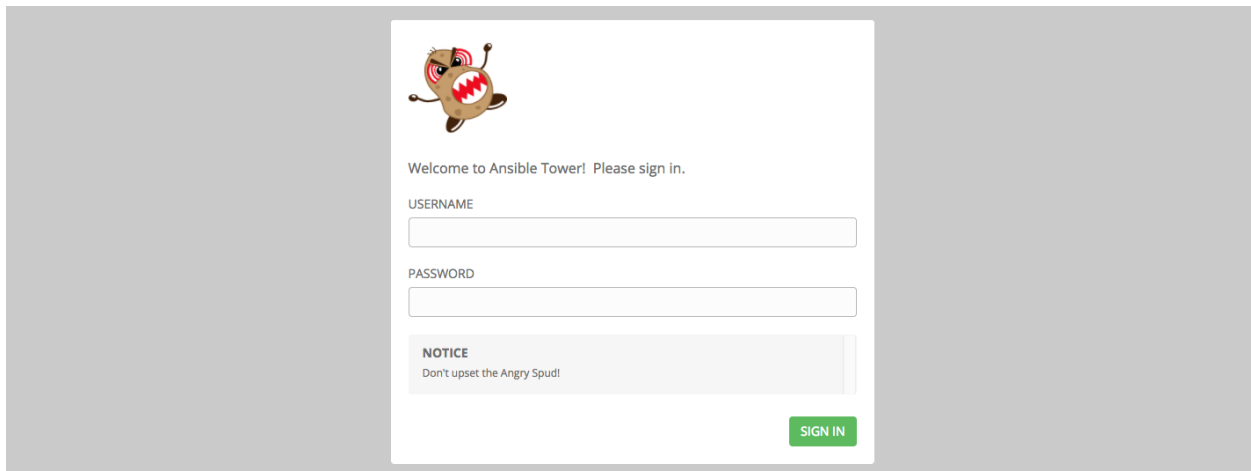 Welcome to Ansible Tower!  Please sign in.
USERNAME
PASSWORD
NOTICE
Don't upset the Angry Spud!
SIGN IN